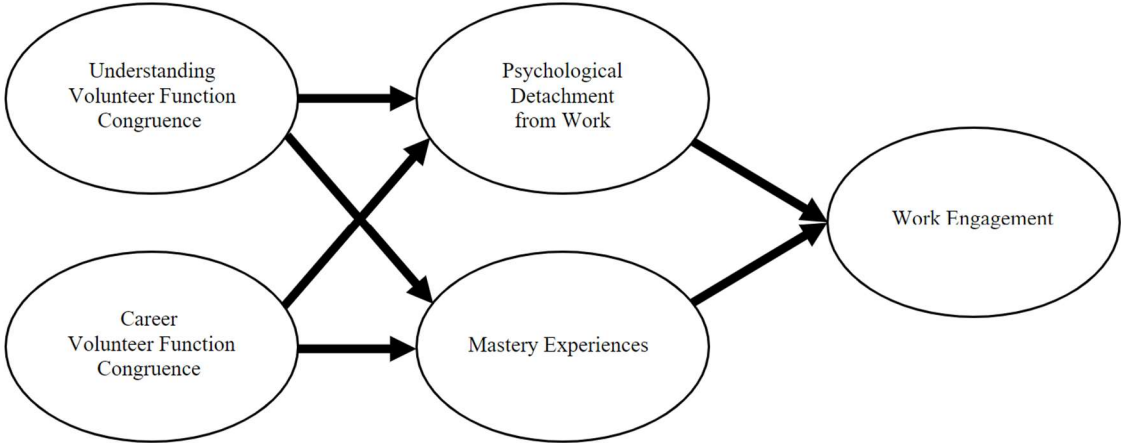 Understanding
Volunteer Function
Congruence
Psychological
Detachment
from Work
Work Engagement
Career
Volunteer Function
Congruence
Mastery Experiences